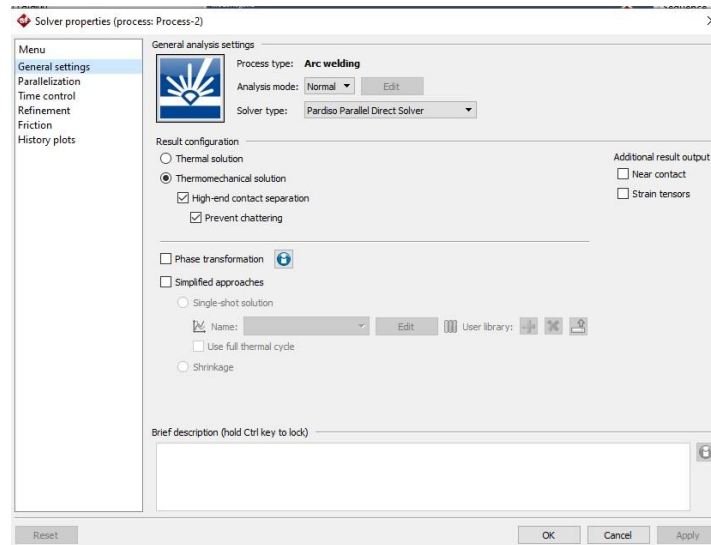 Sequence
Solver properties (process: Process-2)
Menu
General settings
Parallelization
Time control
Refinement
Friction
History plots
General analysis settings
Process type: Arc welding
Analysis mode: Normal Edit
Solver type: Pardiso Parallel Direct Solver
Result configuration
Thermal solution
Thermomechanical solution
High-end contact separation
Prevent chattering
Additional result output
Near contact
Strain tensors
Phase transformation
Simplified approaches
Single-shot solution
Name: Edit User library:
Use full thermal cycle
Shrinkage
Brief description (hold Ctrl key to lock)
Reset OK Cancel Apply